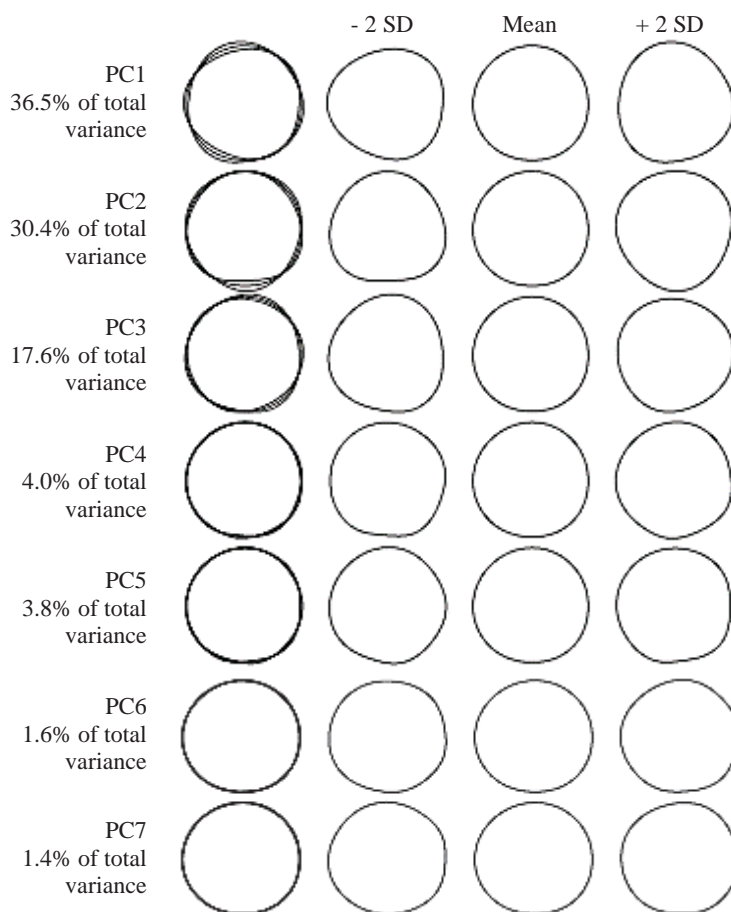 - 2 SD Mean + 2 SD
PC1
36.5% of total
variance
PC2
30.4% of total
variance
PC3
17.6% of total
variance
PC4
4.0% of total
variance
PC5
3.8% of total
variance
PC6
1.6% of total
variance
PC7
1.4% of total
variance